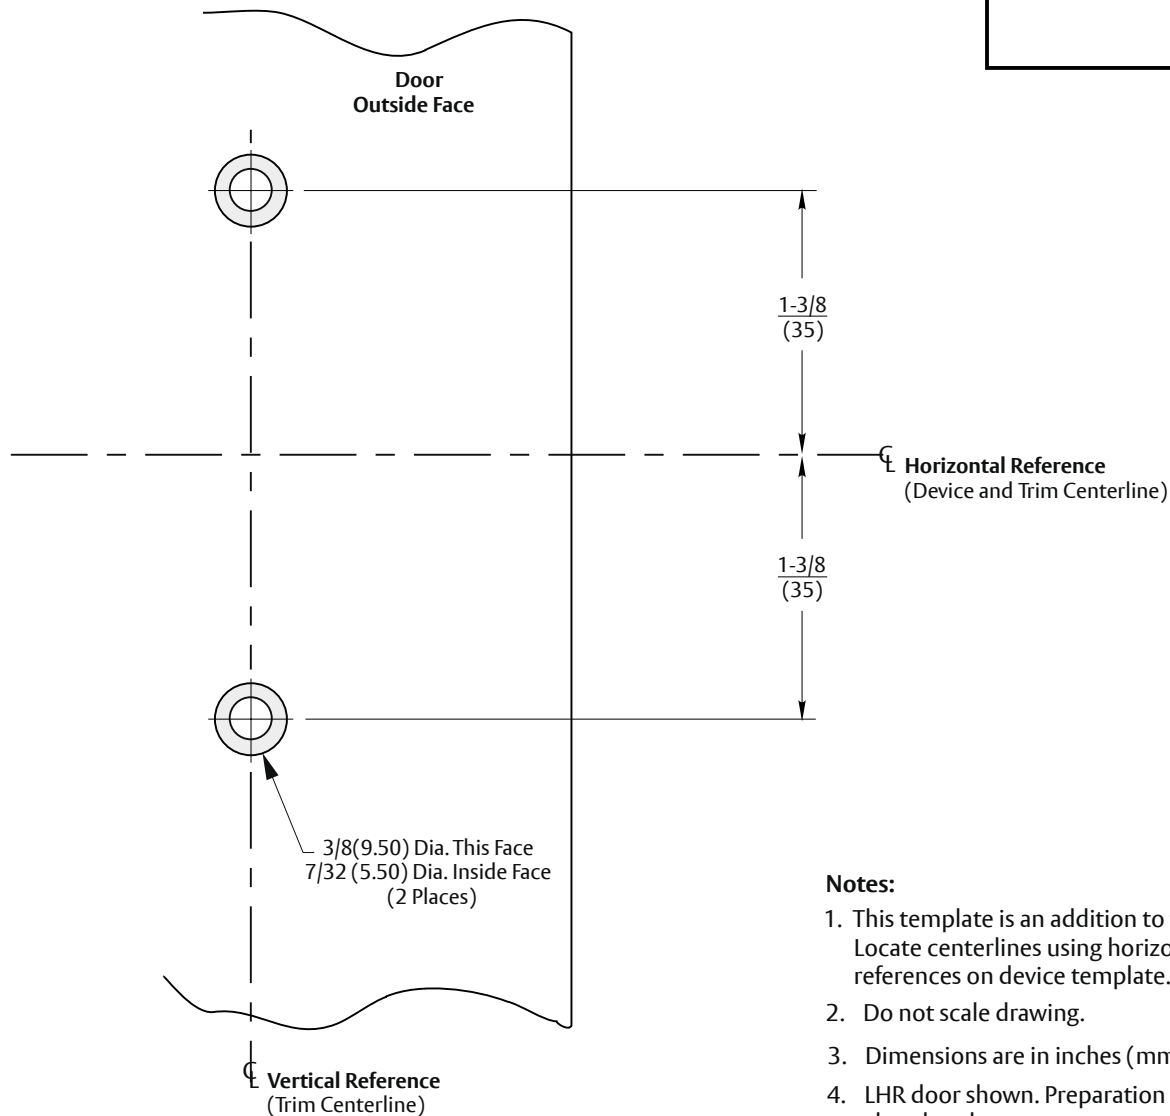 Door
Outside Face
1-3/8
(35)
℄ Horizontal Reference
(Device and Trim Centerline)
1-3/8
(35)
3/8(9.50) Dia. This Face
7/32 (5.50) Dia. Inside Face
(2 Places)
Notes:
1. This template is an addition to
Locate centerlines using
references on device template.
2. Do not scale drawing.
3. Dimensions are in inches (mm
4. LHR door shown. Preparation
℄ Vertical Reference
(Trim Centerline)